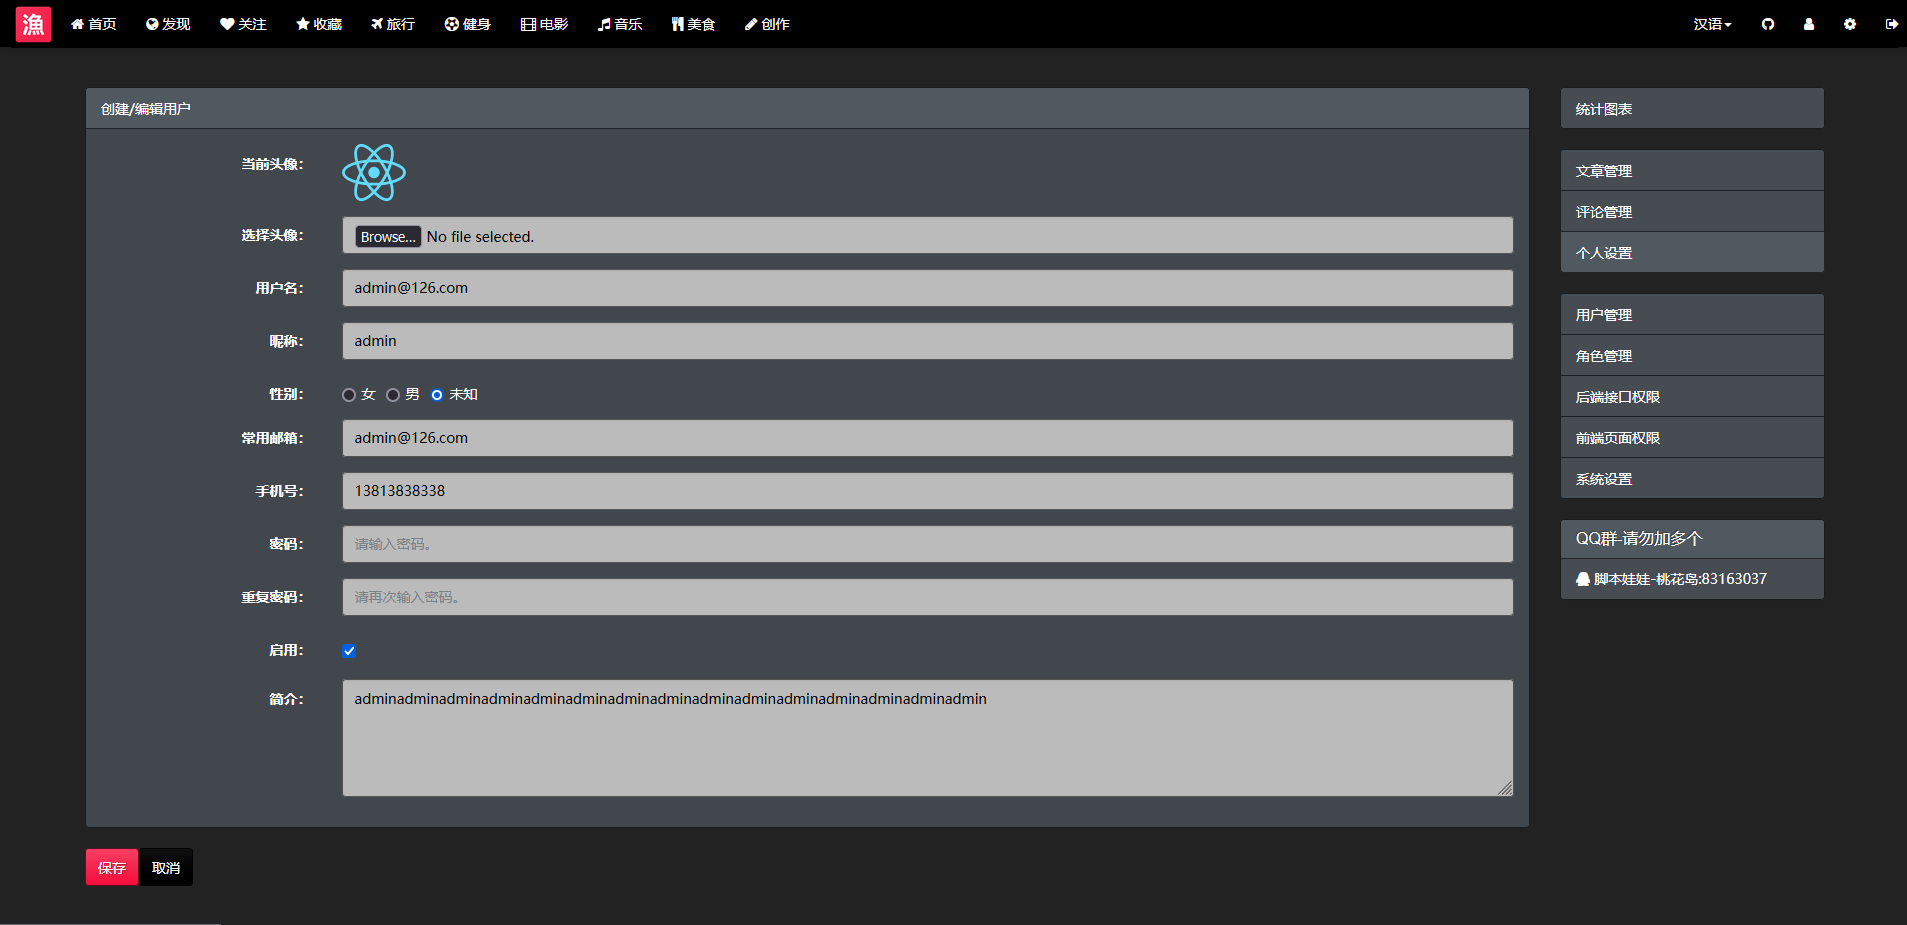 漁 首页 发现 关注 收藏 旅行 健身 电影 音乐 美食 创作 汉语
创建/编辑用户
当前头像：
选择头像： Browse... No file selected.
用户名： admin@126.com
昵称： admin
性别： 女 男 未知
常用邮箱： admin@126.com
手机号： 13813838338
密码： 请输入密码。
重复密码： 请再次输入密码。
启用：
简介： adminadminadminadminadminadminadminadminadminadminadminadminadminadminadmin
保存 取消
统计图表
文章管理
评论管理
个人设置
用户管理
角色管理
后端接口权限
前端页面权限
系统设置
QQ群-请勿加多个
脚本娃娃-桃花岛:83163037